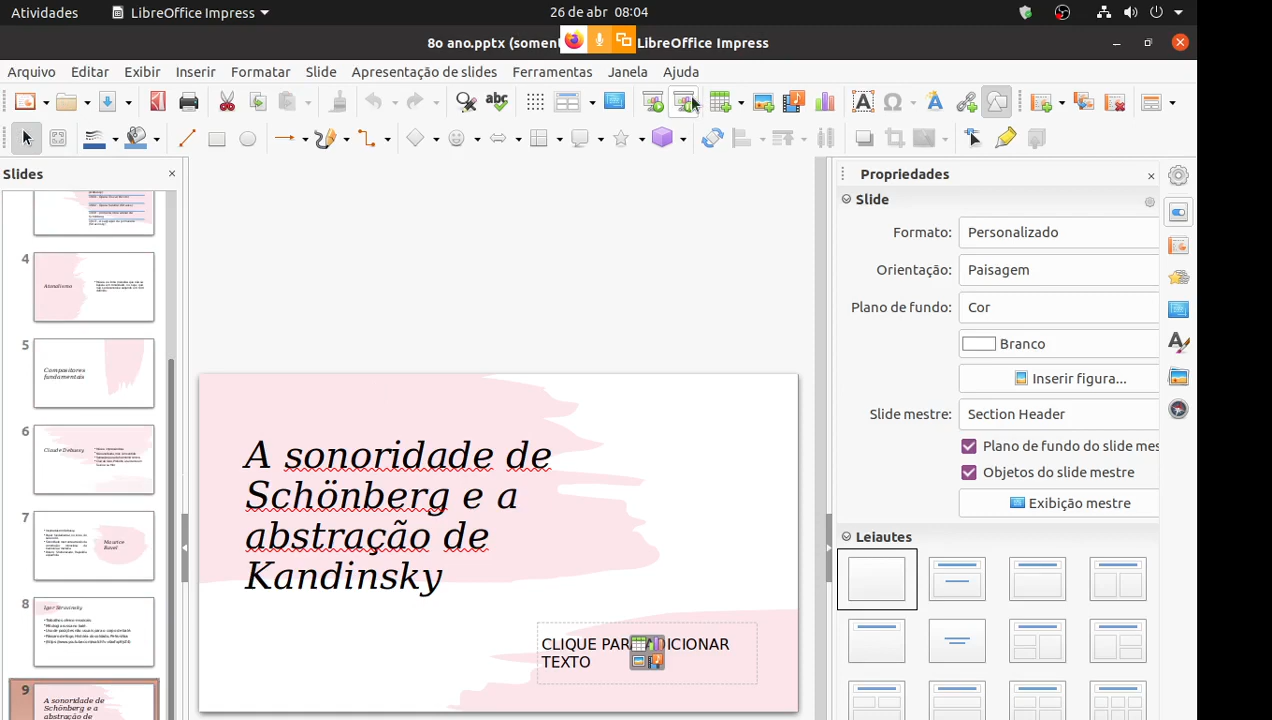 Atividades LibreOffice Impress 26 de abr 08:04
8o ano.pptx (soment LibreOffice Impress
Arquivo Editar Exibir Inserir Formatar Slide Apresentação de slides Ferramentas Janela Ajuda
abc
Slides
4
Atonalismo
5
Compositores
fundamentais
6
Claude Debussy
7
Maurice
Ravel
8
Igor Stravinsky
9
A sonoridade de
Schönberg e a
abstração de
A sonoridade de
Schönberg e a
abstração de
Kandinsky
CLIQUE PAR DICIONAR
TEXTO
Propriedades
Slide
Formato: Personalizado
Orientação: Paisagem
Plano de fundo: Cor
Branco
Inserir figura...
Slide mestre: Section Header
Plano de fundo do slide mes
Objetos do slide mestre
Exibição mestre
Leiautes